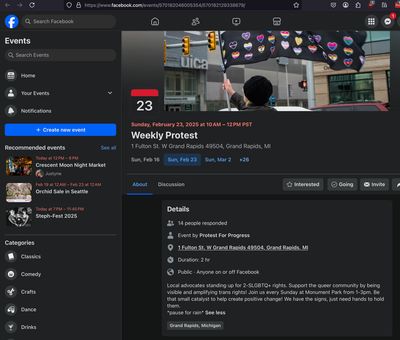 https://www.facebook.com/events/570182046005354/570182129338679/
Search Facebook
Events
Search Events
Home
Your Events
Notifications
+ Create new event
Recommended events
See all
Today at 12 PM – 6 PM
Crescent Moon Night Market
Justyne
Feb 19 at 12 AM – Feb 23 at 12 AM
Orchid Sale in Seattle
Today at 7 PM – 11:45 PM
Steph-Fest 2025
Categories
Classics
Comedy
Crafts
Dance
Drinks
23
Sunday, February 23, 2025 at 10 AM – 12 PM PST
Weekly Protest
1 Fulton St. W Grand Rapids 49504, Grand Rapids, MI
Sun, Feb 16
Sun, Feb 23
Sun, Mar 2
+26
About
Discussion
Interested
Going
Invite
Details
14 people responded
Event by Protest For Progress
1 Fulton St. W Grand Rapids 49504, Grand Rapids, MI
Duration: 2 hr
Public · Anyone on or off Facebook
Local advocates standing up for 2-SLGBTQ+ rights. Support the queer community by being
visible and amplifying trans rights! Join us every Sunday at Monument Park from 1-3pm. Be
that small catalyst to help create positive change! We have the signs, just need hands to hold
them.
*pause for rain* See less
Grand Rapids, Michigan